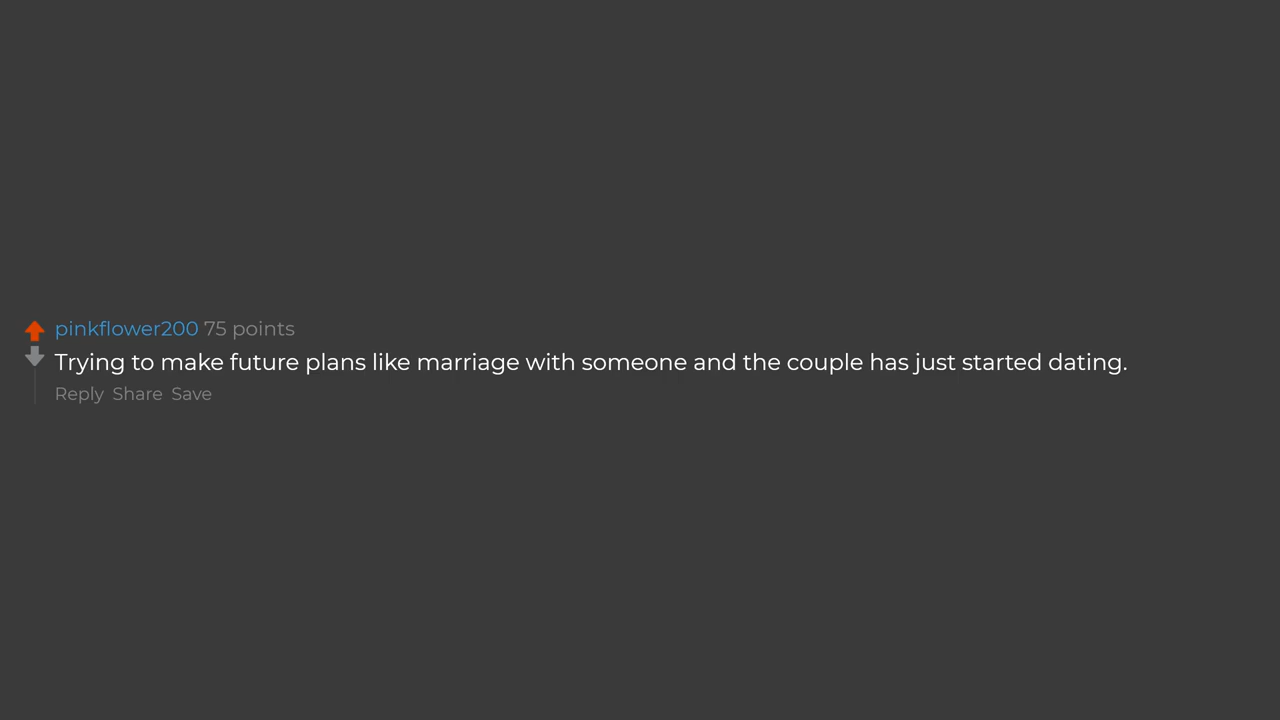 pinkflower200 75 points
Trying to make future plans like marriage with someone and the couple has just started dating.
Reply Share Save